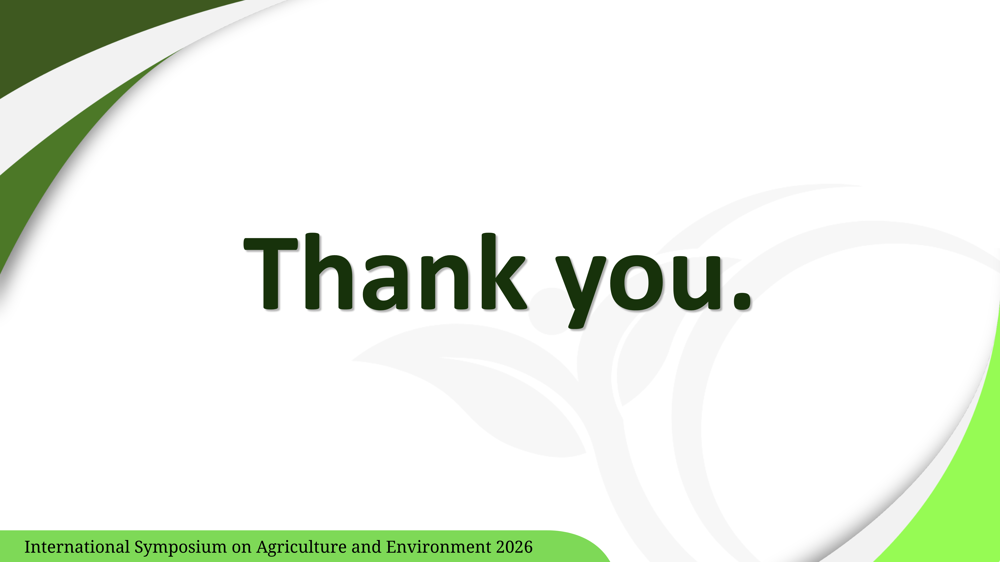 Thank you.
International Symposium on Agriculture and Environment 2026